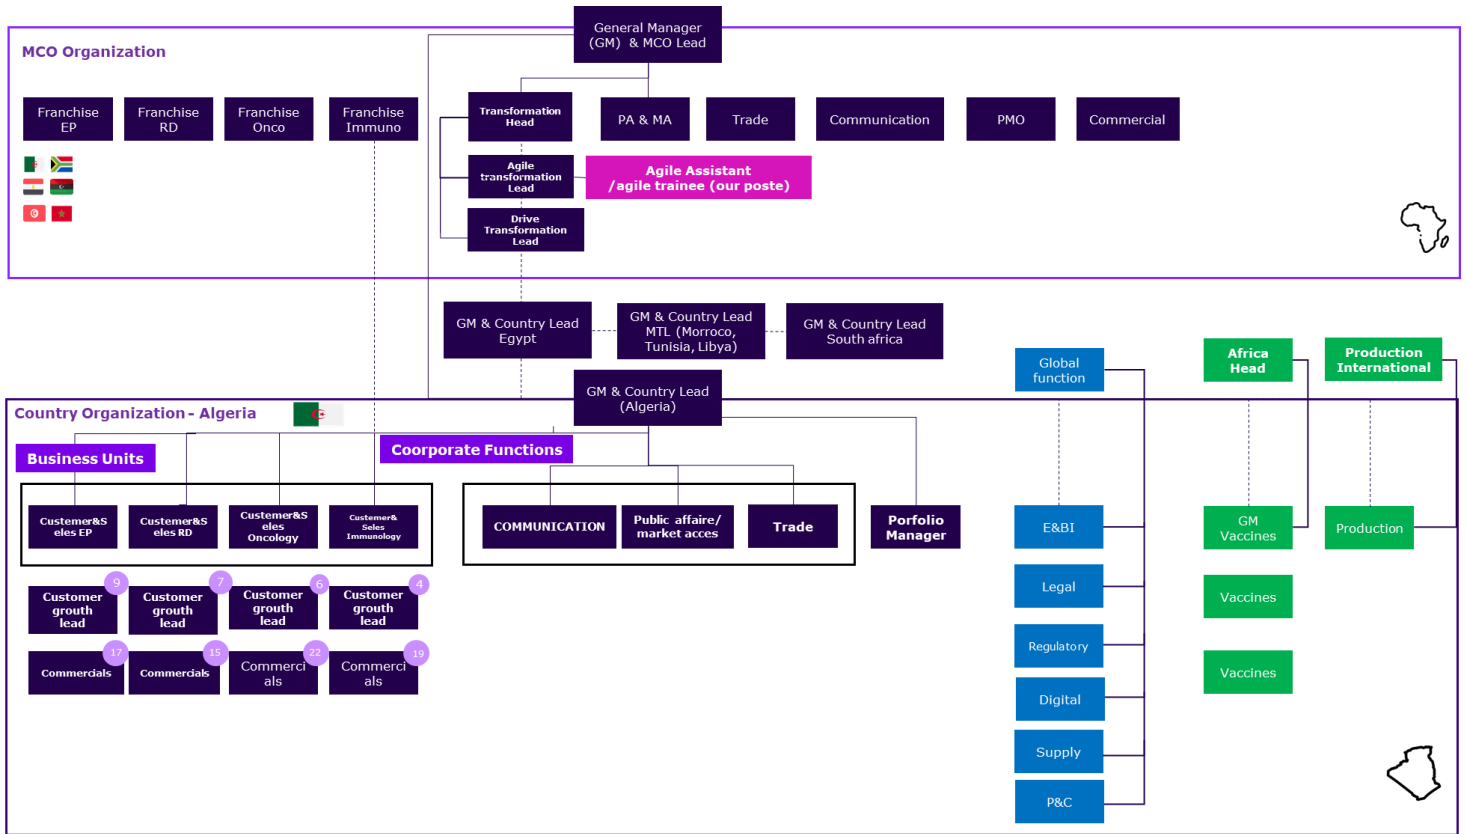 General Manager
(GM)  & MCO Lead
MCO Organization
Franchise
EP
Franchise
RD
Franchise
Onco
Franchise
Immuno
Transformation
Head
PA & MA
Trade
Communication
PMO
Commercial
Agile
transformation
Lead
Agile Assistant
/agile trainee (our poste)
Drive
Transformation
Lead
GM & Country Lead
Egypt
GM & Country Lead
MTL (Morroco,
Tunisia, Libya)
GM & Country Lead
South africa
Global
function
Africa
Head
Production
International
GM & Country Lead
(Algeria)
Country Organization - Algeria
Business Units
Coorporate Functions
Custemer&S
eles EP
Custemer&S
eles RD
Custemer&S
eles
Oncology
Custemer&
Seles
Immunology
COMMUNICATION
Public affaire/
market acces
Trade
Porfolio
Manager
E&BI
GM
Vaccines
Production
9
Customer
grouth
lead
7
Customer
grouth
lead
6
Customer
grouth
lead
4
Customer
grouth
lead
Legal
Vaccines
17
Commercials
15
Commercials
22
Commerci
als
19
Commerci
als
Regulatory
Vaccines
Digital
Supply
P&C